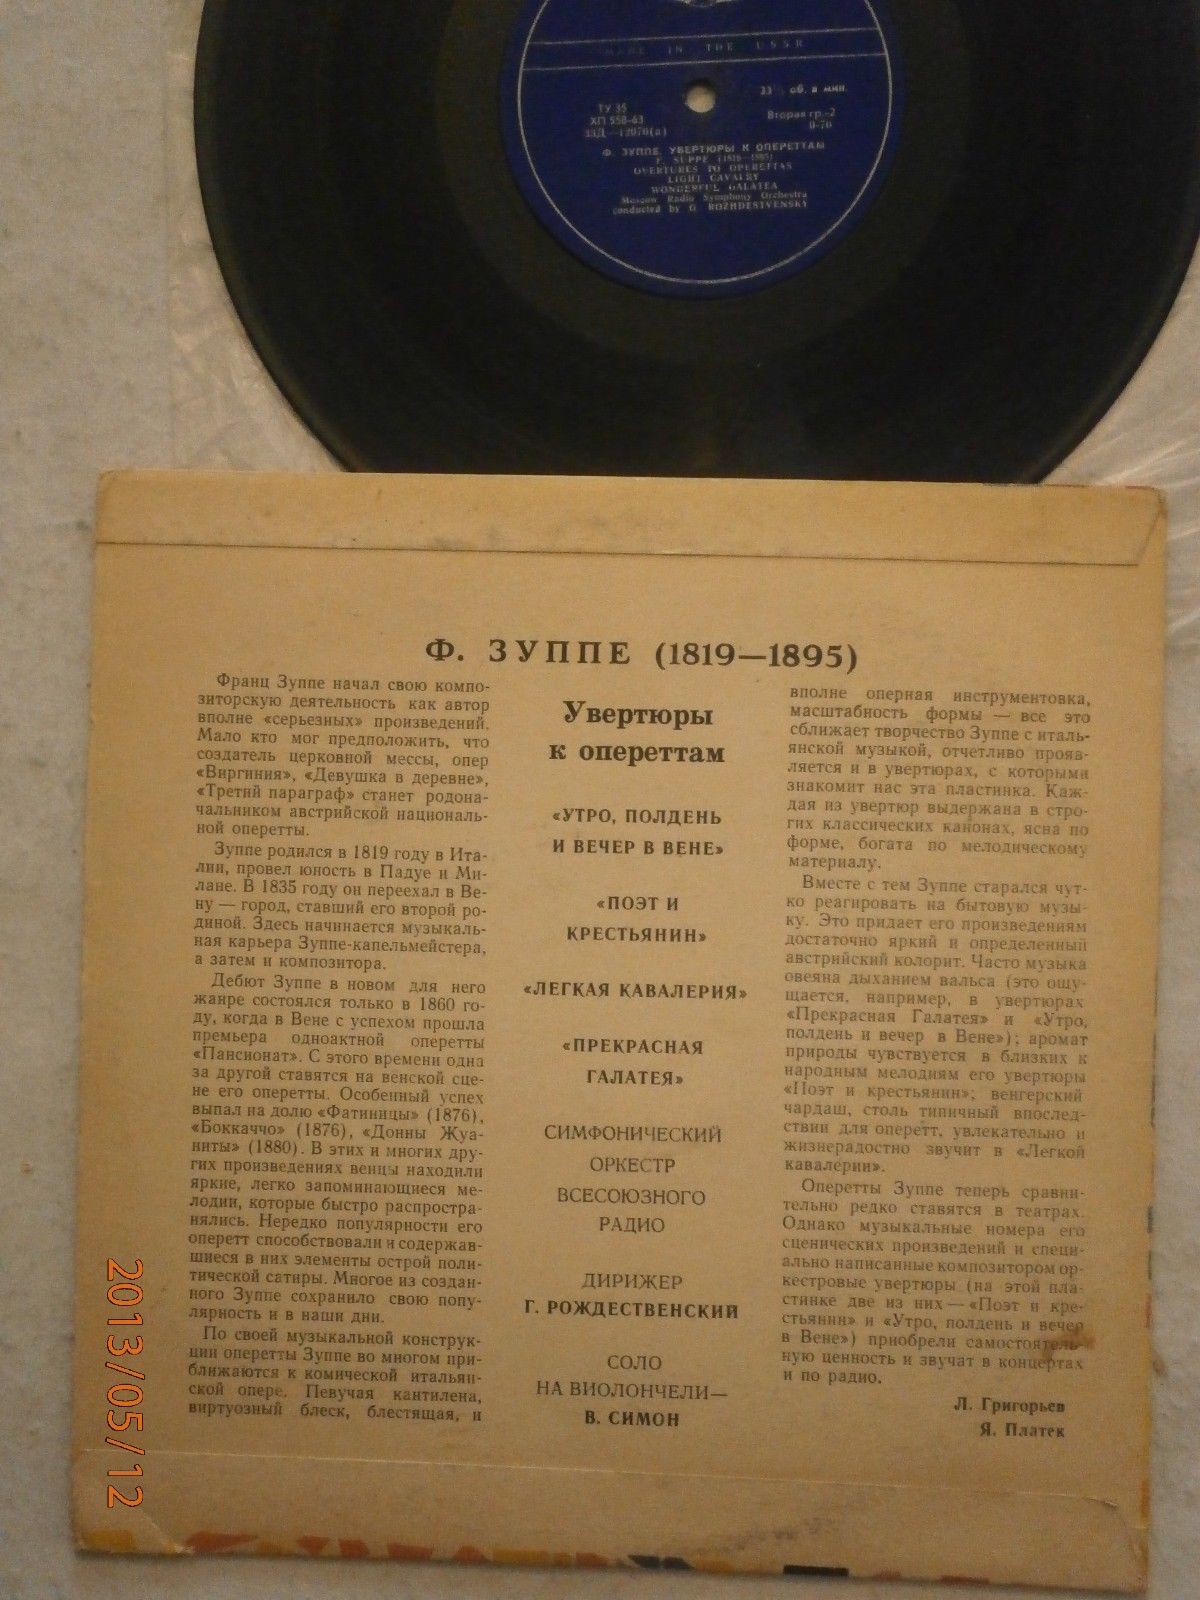 MADE IN THE USSR
33 об. в мин.
ТУ 35
ХП 558-63
33Д—12070(а)
Вторая гр.-2
0-76
Ф. ЗУППЕ. УВЕРТЮРЫ К ОПЕРЕТТАМ
F. SUPPE (1819—1895)
OVERTURES TO OPERETTAS
LIGHT CAVALRY
WONDERFUL GALATEA
Moscow Radio Symphony Orchestra
conducted by G. ROZHDESTVENSKY
Ф. ЗУППЕ (1819—1895)
Франц Зуппе начал свою компо-
зиторскую деятельность как автор
вполне «серьезных» произведений.
Мало кто мог предположить, что
создатель церковной мессы, опер
«Виргиния», «Девушка в деревне»,
«Третий параграф» станет родона-
чальником австрийской националь-
ной оперетты.
Зуппе родился в 1819 году в Ита-
лии, провел юность в Падуе и Ми-
лане. В 1835 году он переехал в Ве-
ну — город, ставший его второй ро-
диной. Здесь начинается музыкаль-
ная карьера Зуппе-капельмейстера,
а затем и композитора.
Дебют Зуппе в новом для него
жанре состоялся только в 1860 го-
ду, когда в Вене с успехом прошла
премьера одноактной оперетты
«Пансионат». С этого времени одна
за другой ставятся на венской сце-
не его оперетты. Особенный успех
выпал на долю «Фатиницы» (1876),
«Боккаччо» (1876), «Донны Жуа-
ниты» (1880). В этих и многих дру-
гих произведениях венцы находили
яркие, легко запоминающиеся ме-
лодии, которые быстро распростра-
нялись. Нередко популярности его
оперетт способствовали и содержав-
шиеся в них элементы острой поли-
тической сатиры. Многое из создан-
ного Зуппе сохранило свою попу-
лярность и в наши дни.
По своей музыкальной конструк-
ции оперетты Зуппе во многом при-
ближаются к комической итальян-
ской опере. Певучая кантилена,
виртуозный блеск, блестящая, и
Увертюры
к опереттам
«УТРО, ПОЛДЕНЬ
И ВЕЧЕР В ВЕНЕ»
«ПОЭТ И
КРЕСТЬЯНИН»
«ЛЕГКАЯ КАВАЛЕРИЯ»
«ПРЕКРАСНАЯ
ГАЛАТЕЯ»
СИМФОНИЧЕСКИЙ
ОРКЕСТР
ВСЕСОЮЗНОГО
РАДИО
ДИРИЖЕР
Г. РОЖДЕСТВЕНСКИЙ
СОЛО
НА ВИОЛОНЧЕЛИ—
В. СИМОН
вполне оперная инструментовка,
масштабность формы — все это
сближает творчество Зуппе с италь-
янской музыкой, отчетливо прояв-
ляется и в увертюрах, с которыми
знакомит нас эта пластинка. Каж-
дая из увертюр выдержана в стро-
гих классических канонах, ясна по
форме, богата по мелодическому
материалу.
Вместе с тем Зуппе старался чут-
ко реагировать на бытовую музы-
ку. Это придает его произведениям
достаточно яркий и определенный
австрийский колорит. Часто музыка
овеяна дыханием вальса (это ощу-
щается, например, в увертюрах
«Прекрасная Галатея» и «Утро,
полдень и вечер в Вене»); аромат
природы чувствуется в близких к
народным мелодиям его увертюры
«Поэт и крестьянин»; венгерский
чардаш, столь типичный впослед-
ствии для оперетт, увлекательно и
жизнерадостно звучит в «Легкой
кавалерии».
Оперетты Зуппе теперь сравни-
тельно редко ставятся в театрах.
Однако музыкальные номера его
сценических произведений и специ-
ально написанные композитором ор-
кестровые увертюры (на этой пла-
стинке две из них — «Поэт и кре-
стьянин» и «Утро, полдень и вечер
в Вене») приобрели самостоятель-
ную ценность и звучат в концертах
и по радио.
Л. Григорьев
Я. Платек
2013/05/12